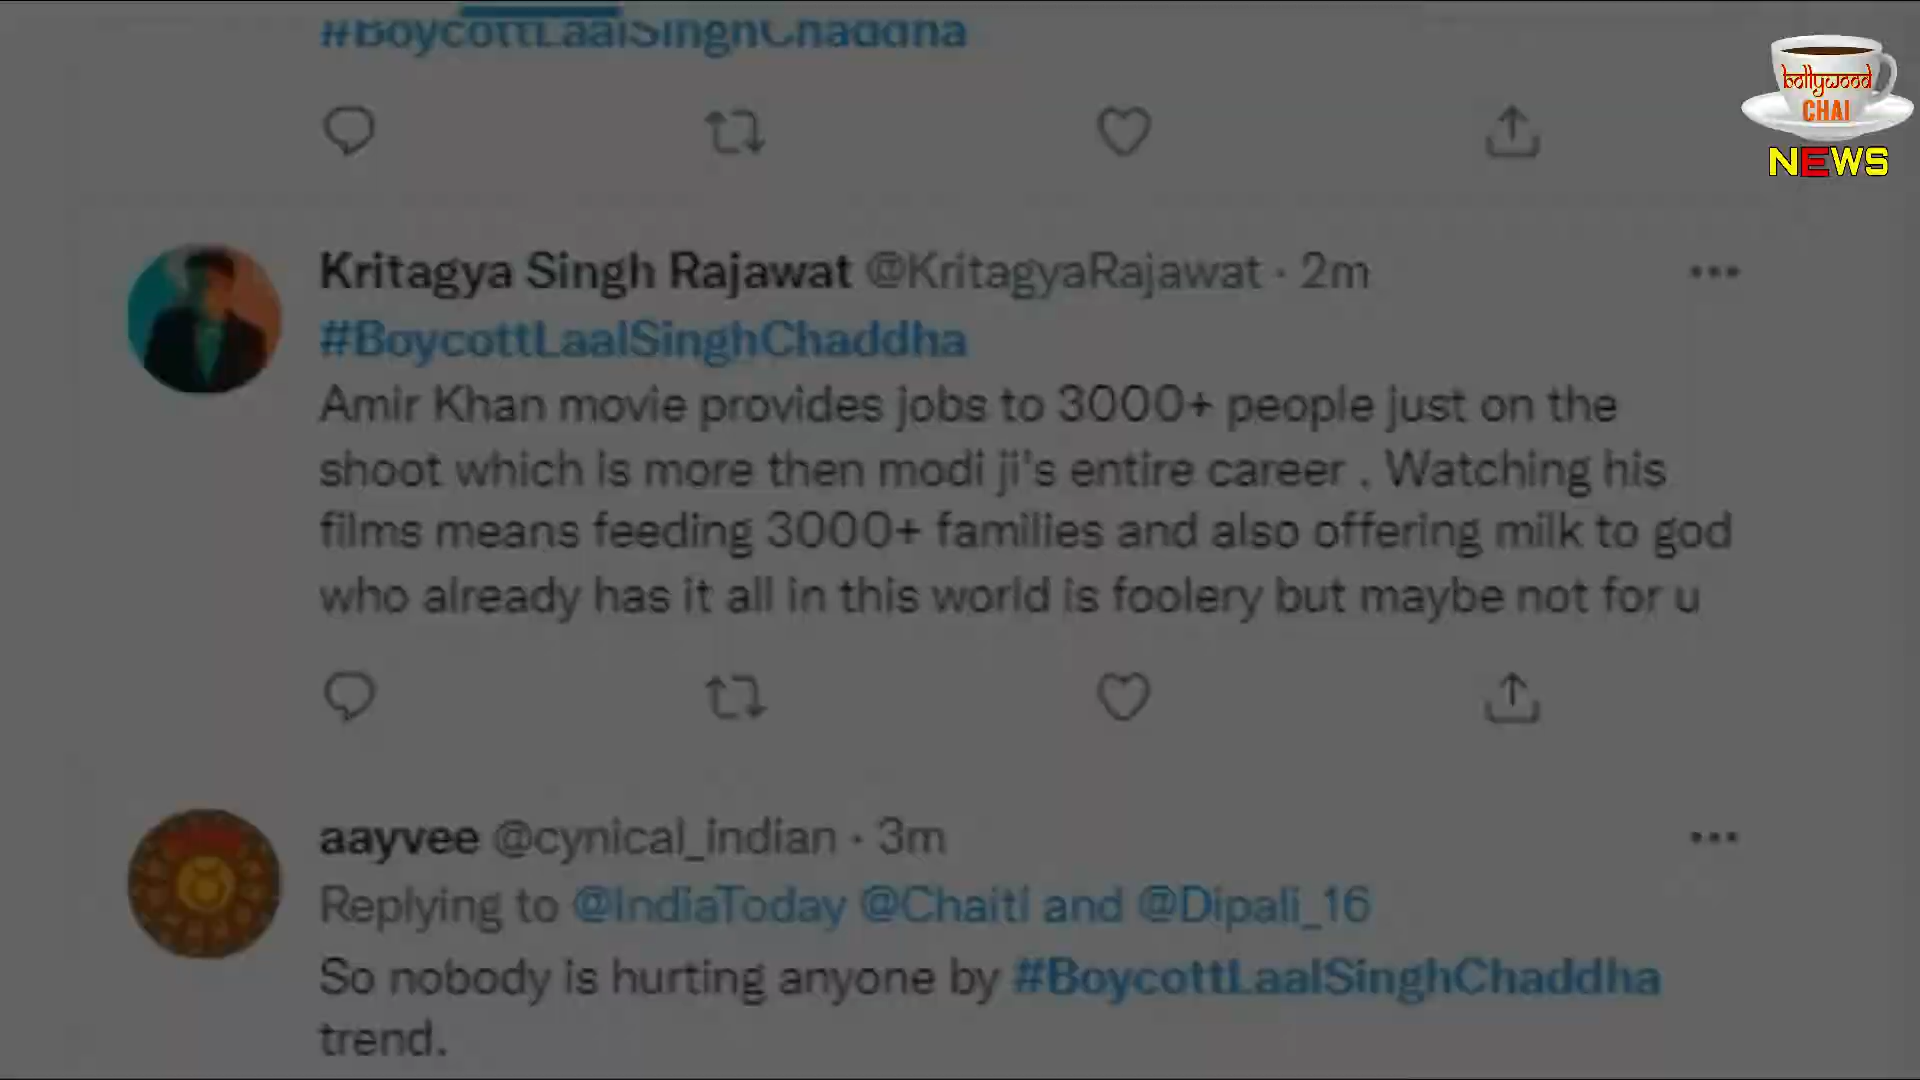 #BoycottLaalSinghChaddha
bollywood
CHAI
NEWS
Kritagya Singh Rajawat @KritagyaRajawat · 2m
#BoycottLaalSinghChaddha
Amir Khan movie provides jobs to 3000+ people just on the
shoot which is more then modi ji's entire career . Watching his
films means feeding 3000+ families and also offering milk to god
who already has it all in this world is foolery but maybe not for u
aayvee @cynical_indian · 3m
Replying to @IndiaToday @Chaiti and @Dipali_16
So nobody is hurting anyone by #BoycottLaalSinghChaddha
trend.